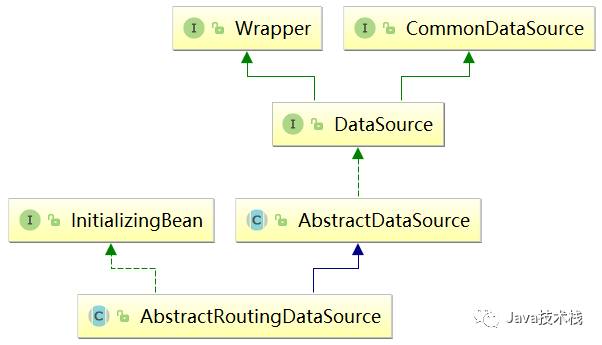 I Wrapper
I CommonDataSource
I DataSource
I InitializingBean
C AbstractDataSource
C AbstractRoutingDataSource
Java技术栈